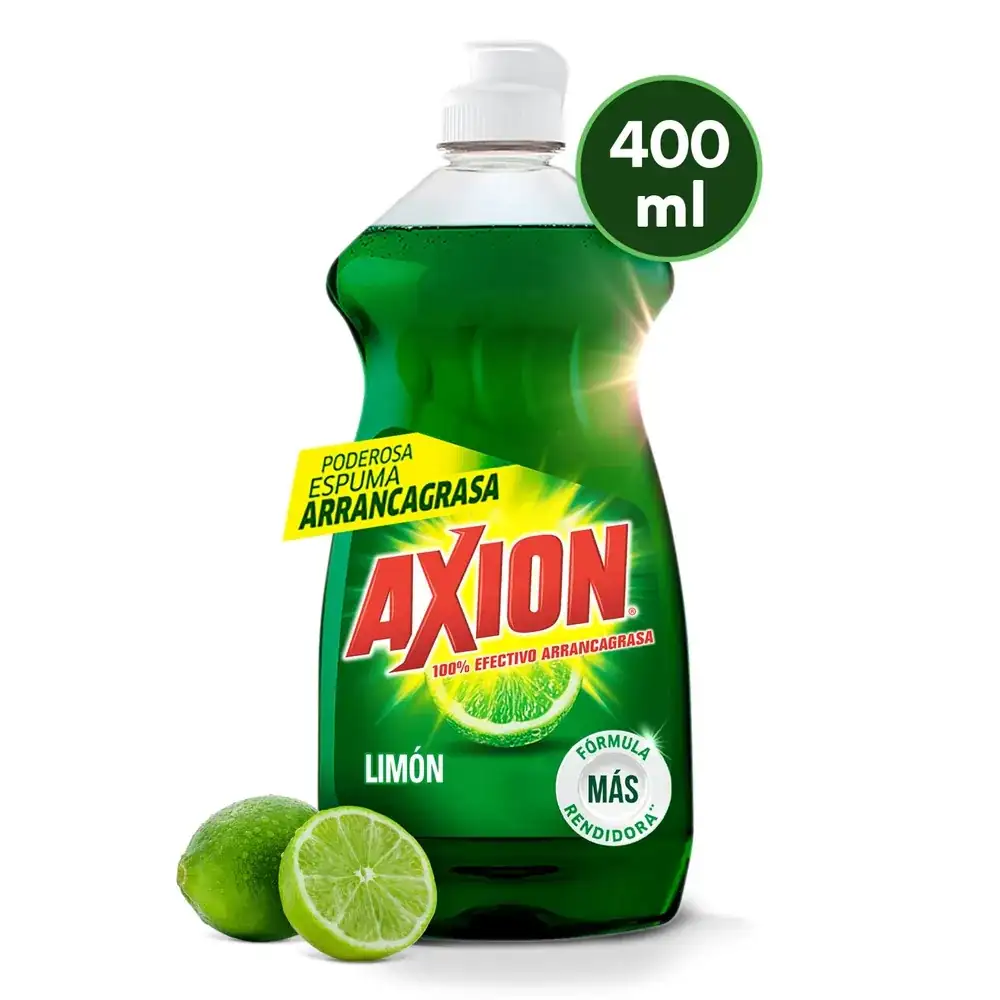 400
ml
PODEROSA
ESPUMA
ARRANCAGRASA
AXION®
100% EFECTIVO ARRANCAGRASA
LIMÓN
FÓRMULA
MÁS
RENDIDORA**